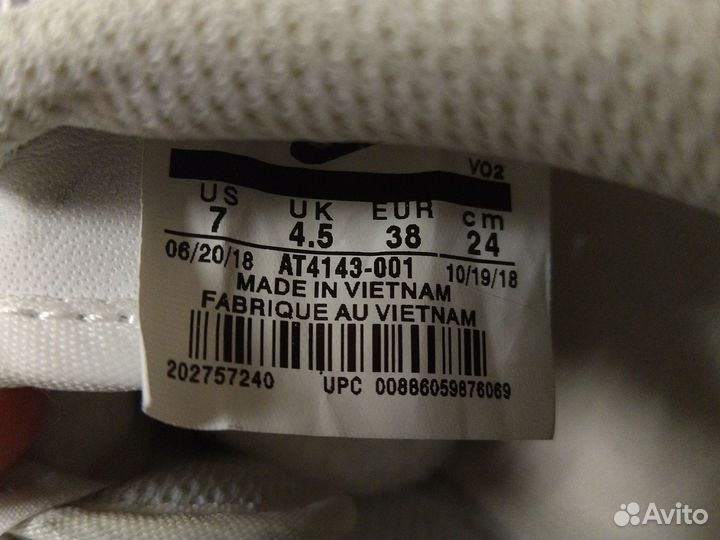 VO2
US UK EUR cm
7 4.5 38 24
06/20/18 AT4143-001 10/19/18
MADE IN VIETNAM
FABRIQUE AU VIETNAM
202757240 UPC 00886059876069
Avito